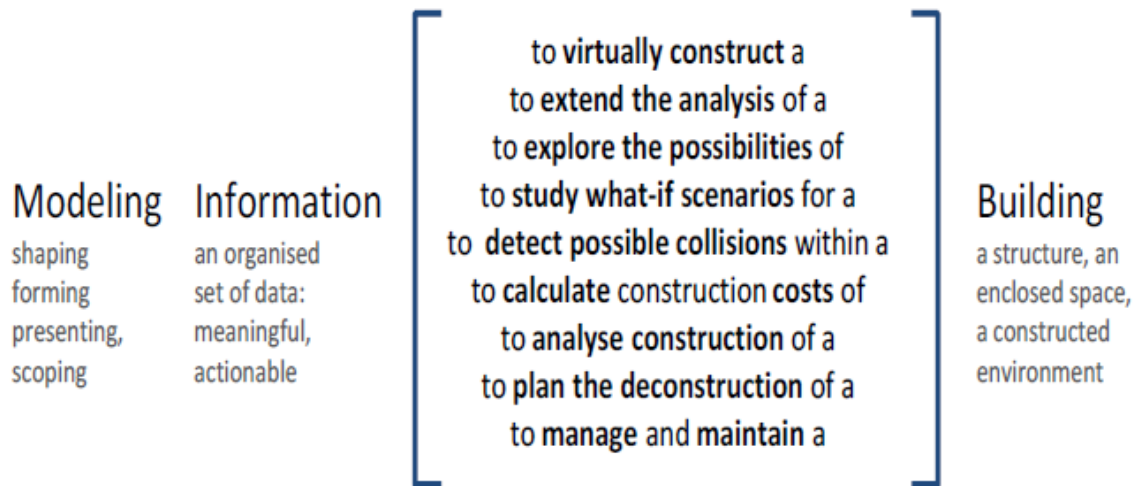 Modeling
shaping
forming
presenting,
scoping
Information
an organised
set of data:
meaningful,
actionable
to virtually construct a
to extend the analysis of a
to explore the possibilities of
to study what-if scenarios for a
to detect possible collisions within a
to calculate construction costs of
to analyse construction of a
to plan the deconstruction of a
to manage and maintain a
Building
a structure, an
enclosed space,
a constructed
environment